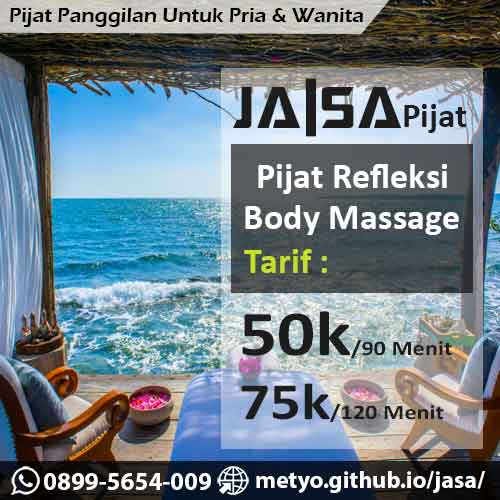 Pijat Panggilan Untuk Pria & Wanita
JA|SA Pijat
Pijat Refleksi
Body Massage
Tarif :
50k/90 Menit
75k/120 Menit
0899-5654-009 metyo.github.io/jasa/